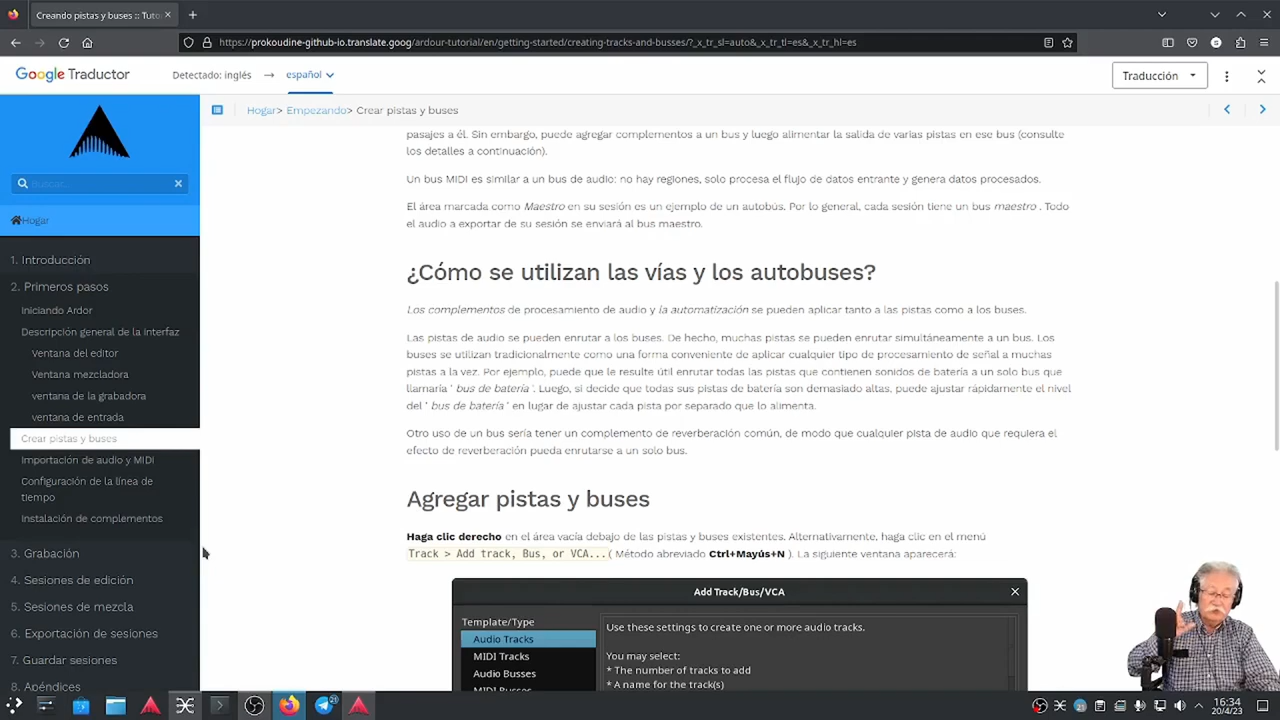 Creando pistas y buses :: Tuto
https://prokoudine-github-io.translate.goog/ardour-tutorial/en/getting-started/creating-tracks-and-busses/?_x_tr_sl=auto&_x_tr_tl=es&_x_tr_hl=es
Google Traductor
Detectado: inglés → español
Traducción
Buscar...
Hogar
1. Introducción
2. Primeros pasos
Iniciando Ardor
Descripción general de la interfaz
Ventana del editor
Ventana mezcladora
ventana de la grabadora
ventana de entrada
Crear pistas y buses
Importación de audio y MIDI
Configuración de la línea de
tiempo
Instalación de complementos
3. Grabación
4. Sesiones de edición
5. Sesiones de mezcla
6. Exportación de sesiones
7. Guardar sesiones
8. Apéndices
Hogar> Empezando> Crear pistas y buses
pasajes a él. Sin embargo, puede agregar complementos a un bus y luego alimentar la salida de varias pistas en ese bus (consulte
los detalles a continuación).
Un bus MIDI es similar a un bus de audio: no hay regiones, solo procesa el flujo de datos entrante y genera datos procesados.
El área marcada como Maestro en su sesión es un ejemplo de un autobús. Por lo general, cada sesión tiene un bus maestro . Todo
el audio a exportar de su sesión se enviará al bus maestro.
¿Cómo se utilizan las vías y los autobuses?
Los complementos de procesamiento de audio y la automatización se pueden aplicar tanto a las pistas como a los buses.
Las pistas de audio se pueden enrutar a los buses. De hecho, muchas pistas se pueden enrutar simultáneamente a un bus. Los
buses se utilizan tradicionalmente como una forma conveniente de aplicar cualquier tipo de procesamiento de señal a muchas
pistas a la vez. Por ejemplo, puede que le resulte útil enrutar todas las pistas que contienen sonidos de batería a un solo bus que
llamaría ' bus de batería '. Luego, si decide que todas sus pistas de batería son demasiado altas, puede ajustar rápidamente el nivel
del ' bus de batería ' en lugar de ajustar cada pista por separado que lo alimenta.
Otro uso de un bus sería tener un complemento de reverberación común, de modo que cualquier pista de audio que requiera el
efecto de reverberación pueda enrutarse a un solo bus.
Agregar pistas y buses
Haga clic derecho en el área vacía debajo de las pistas y buses existentes. Alternativamente, haga clic en el menú
Track > Add track, Bus, or VCA...( Método abreviado Ctrl+Mayús+N ). La siguiente ventana aparecerá:
Add Track/Bus/VCA
Template/Type
Audio Tracks
MIDI Tracks
Audio Busses
MIDI Busses
Use these settings to create one or more audio tracks.
You may select:
* The number of tracks to add
* A name for the track(s)
16:34
20/4/23